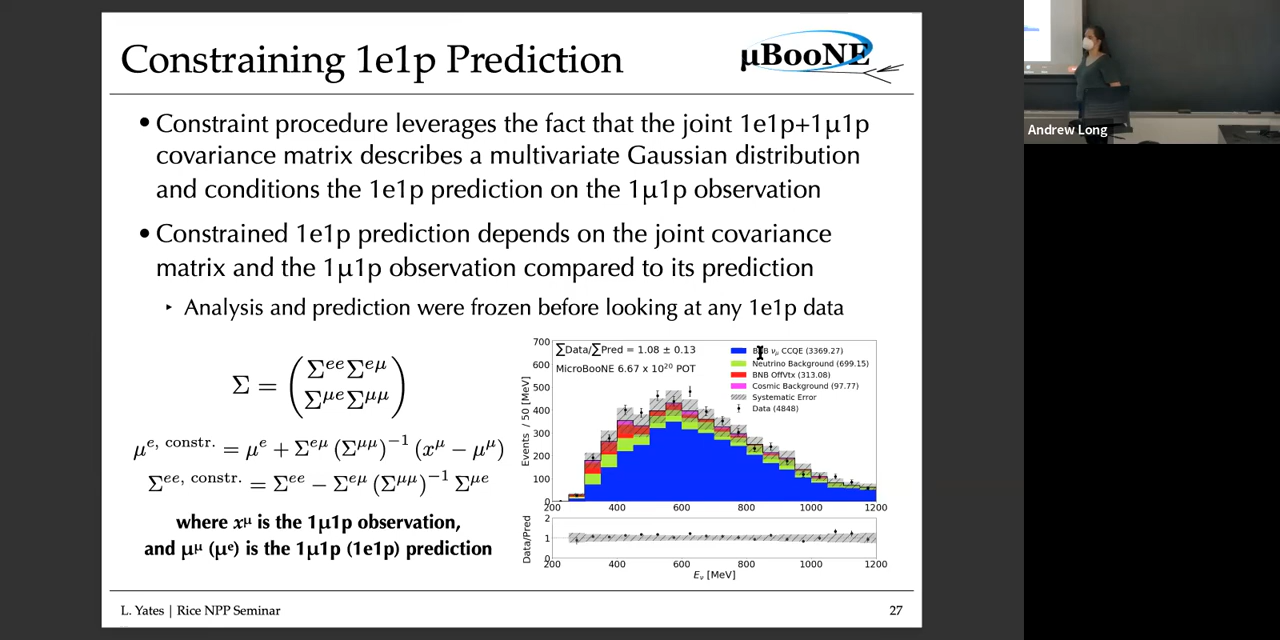 Constraining 1e1p Prediction
μBooNE
• Constraint procedure leverages the fact that the joint 1e1p+1μ1p
covariance matrix describes a multivariate Gaussian distribution
and conditions the 1e1p prediction on the 1μ1p observation
• Constrained 1e1p prediction depends on the joint covariance
matrix and the 1μ1p observation compared to its prediction
‣ Analysis and prediction were frozen before looking at any 1e1p data
Σ = (Σ^{ee} Σ^{eμ}
Σ^{μe} Σ^{μμ})
μ^{e, constr.} = μ^e + Σ^{eμ} (Σ^{μμ})^{−1} (x^μ − μ^μ)
Σ^{ee, constr.} = Σ^{ee} − Σ^{eμ} (Σ^{μμ})^{−1} Σ^{μe}
where x^μ is the 1μ1p observation,
and μ^μ (μ^e) is the 1μ1p (1e1p) prediction
∑Data/∑Pred = 1.08 ± 0.13
MicroBooNE 6.67 x 10^{20} POT
BNB ν_μ CCQE (3369.27)
Neutrino Background (699.15)
BNB OffVtx (313.08)
Cosmic Background (97.77)
Systematic Error
Data (4848)
Events / 50 [MeV]
700
600
500
400
300
200
100
0
200 400 600 800 1000 1200
Data/Pred
2
1
0
200 400 600 800 1000 1200
E_ν [MeV]
L. Yates | Rice NPP Seminar
27
Andrew Long